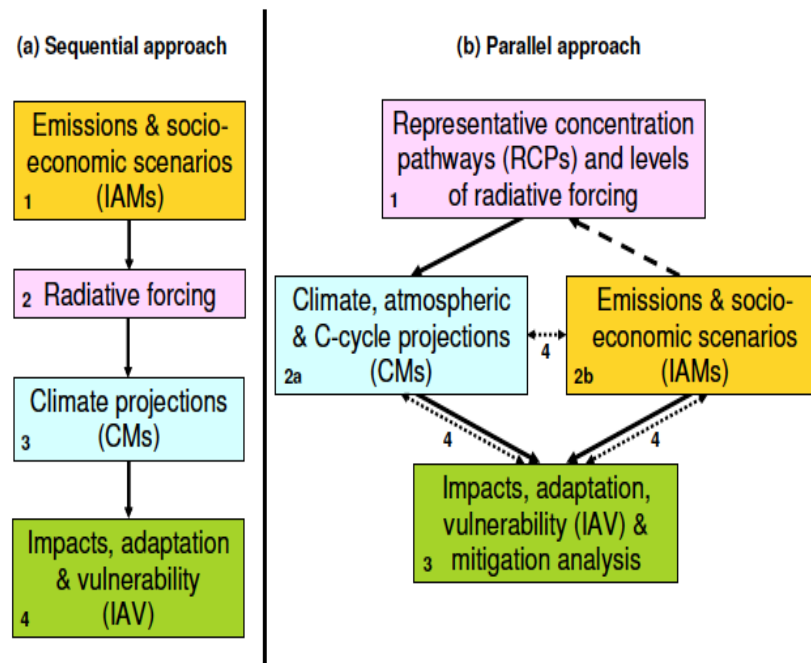 (a) Sequential approach
Emissions & socio-
economic scenarios
(IAMs)
1
2 Radiative forcing
Climate projections
(CMs)
3
Impacts, adaptation
& vulnerability
(IAV)
4
(b) Parallel approach
Representative concentration
pathways (RCPs) and levels
of radiative forcing
1
Climate, atmospheric
& C-cycle projections
(CMs)
2a
4
Emissions & socio-
economic scenarios
(IAMs)
2b
4
4
Impacts, adaptation,
vulnerability (IAV) &
mitigation analysis
3